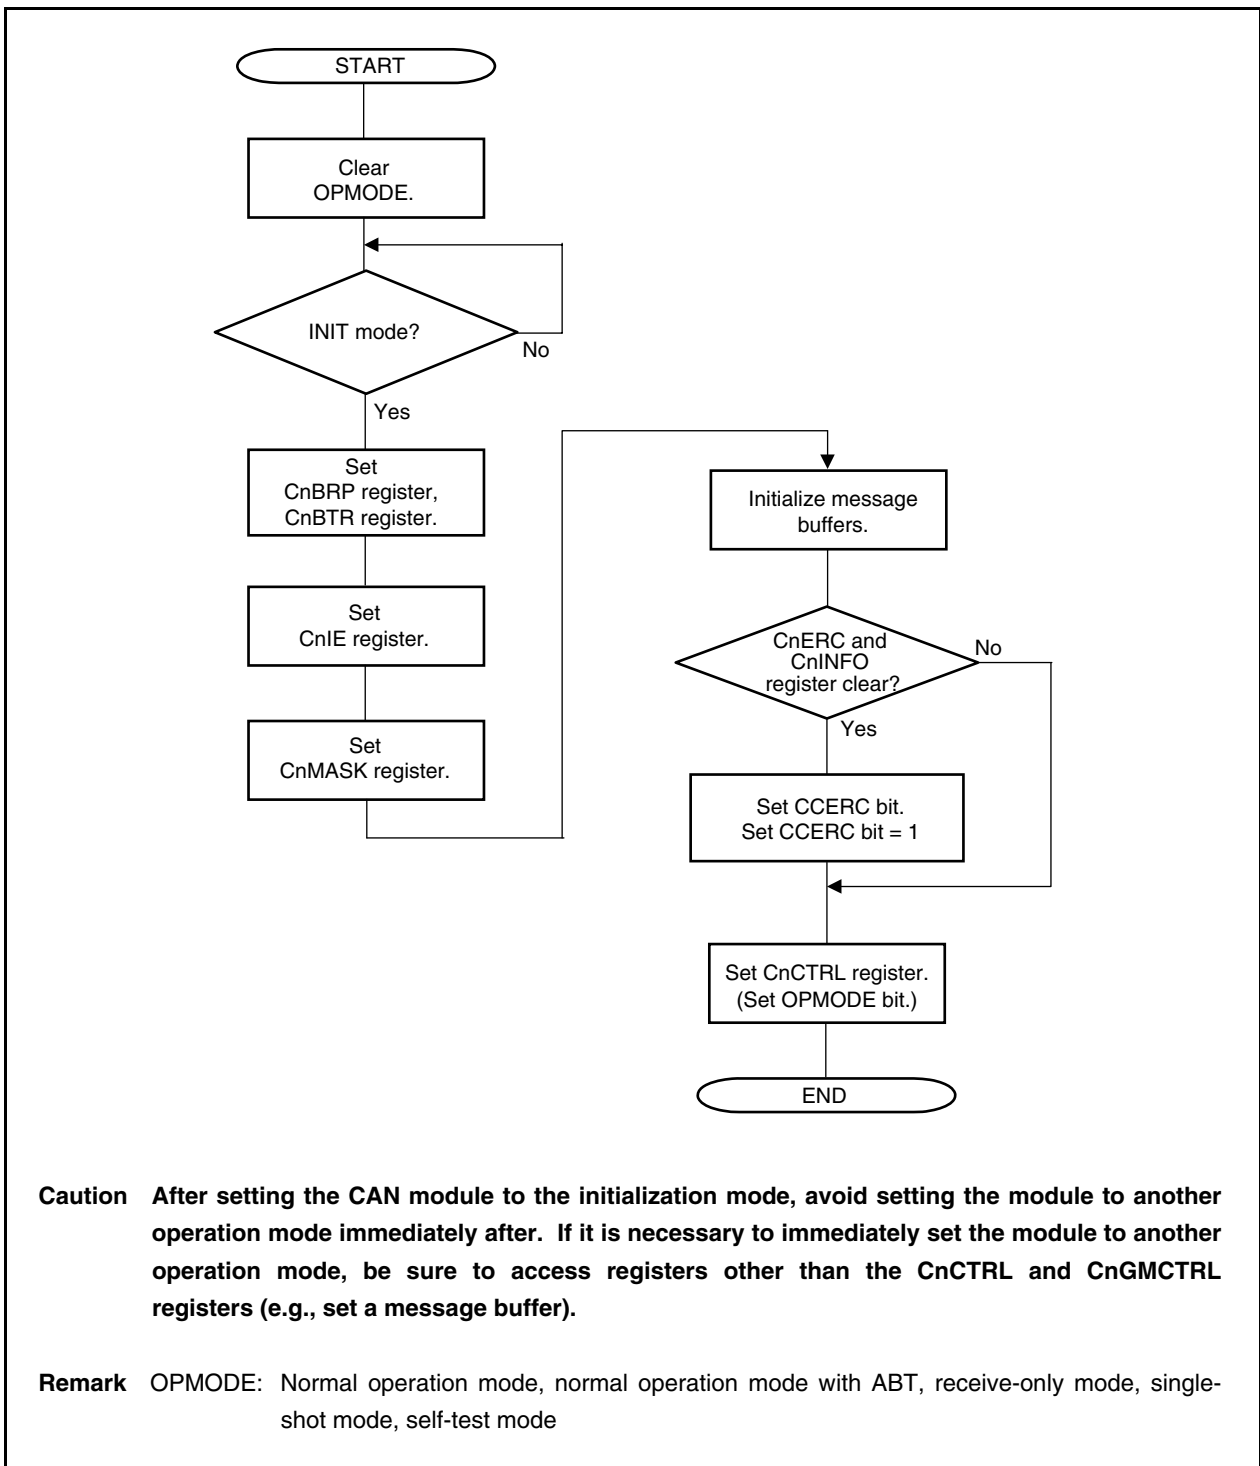 START
Clear
OPMODE.
INIT mode?
No
Yes
Set
CnBRP register,
CnBTR register.
Set
CnIE register.
Set
CnMASK register.
Initialize message
buffers.
CnERC and
CnINFO
register clear?
No
Yes
Set CCERC bit.
Set CCERC bit = 1
Set CnCTRL register.
(Set OPMODE bit.)
END
Caution After setting the CAN module to the initialization mode, avoid setting the module to another
operation mode immediately after. If it is necessary to immediately set the module to another
operation mode, be sure to access registers other than the CnCTRL and CnGMCTRL
registers (e.g., set a message buffer).
Remark OPMODE: Normal operation mode, normal operation mode with ABT, receive-only mode, single-
shot mode, self-test mode